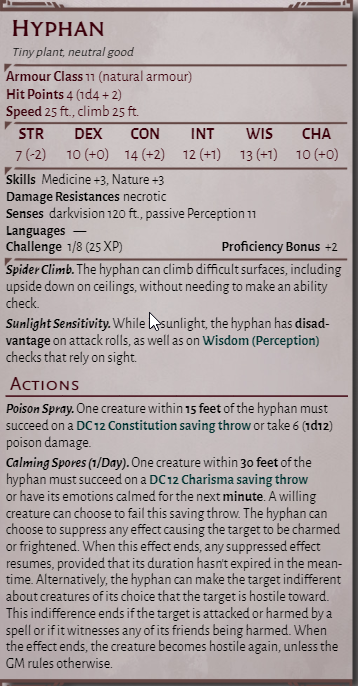 HYPHAN
Tiny plant, neutral good
Armour Class 11 (natural armour)
Hit Points 4 (1d4 + 2)
Speed 25 ft., climb 25 ft.
STR DEX CON INT WIS CHA
7 (-2) 10 (+0) 14 (+2) 12 (+1) 13 (+1) 10 (+0)
Skills Medicine +3, Nature +3
Damage Resistances necrotic
Senses darkvision 120 ft., passive Perception 11
Languages —
Challenge 1/8 (25 XP) Proficiency Bonus +2
Spider Climb. The hyphan can climb difficult surfaces, including
upside down on ceilings, without needing to make an ability
check.
Sunlight Sensitivity. While sunlight, the hyphan has disad-
vantage on attack rolls, as well as on Wisdom (Perception)
checks that rely on sight.
ACTIONS
Poison Spray. One creature within 15 feet of the hyphan must
succeed on a DC 12 Constitution saving throw or take 6 (1d12)
poison damage.
Calming Spores (1/Day). One creature within 30 feet of the
hyphan must succeed on a DC 12 Charisma saving throw
or have its emotions calmed for the next minute. A willing
creature can choose to fail this saving throw. The hyphan can
choose to suppress any effect causing the target to be charmed
or frightened. When this effect ends, any suppressed effect
resumes, provided that its duration hasn't expired in the mean-
time. Alternatively, the hyphan can make the target indifferent
about creatures of its choice that the target is hostile toward.
This indifference ends if the target is attacked or harmed by a
spell or if it witnesses any of its friends being harmed. When
the effect ends, the creature becomes hostile again, unless the
GM rules otherwise.